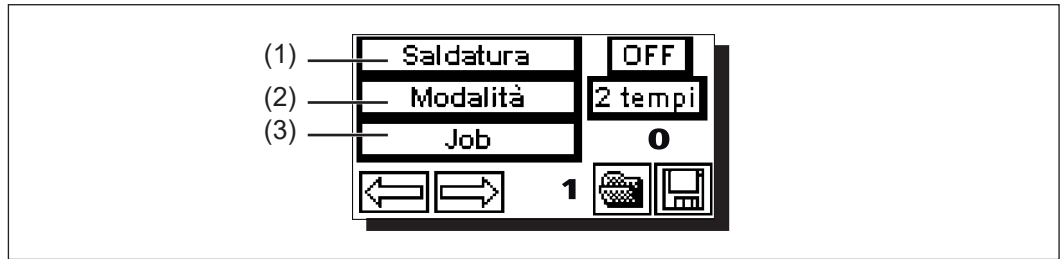 (1) Saldatura OFF
(2) Modalità 2 tempi
(3) Job 0
1